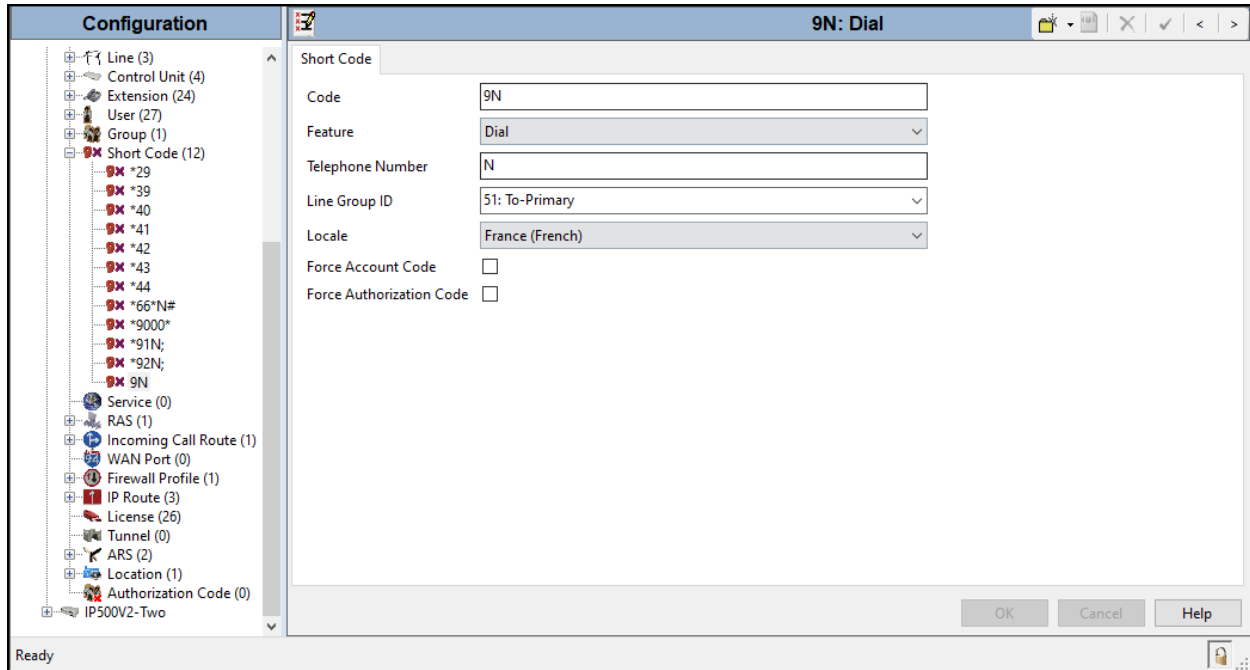 Configuration
Line (3)
Control Unit (4)
Extension (24)
User (27)
Group (1)
Short Code (12)
*29
*39
*40
*41
*42
*43
*44
*66*N#
*9000*
*91N;
*92N;
9N
Service (0)
RAS (1)
Incoming Call Route (1)
WAN Port (0)
Firewall Profile (1)
IP Route (3)
License (26)
Tunnel (0)
ARS (2)
Location (1)
Authorization Code (0)
IP500V2-Two
9N: Dial
Short Code
Code 9N
Feature Dial
Telephone Number N
Line Group ID 51: To-Primary
Locale France (French)
Force Account Code
Force Authorization Code
OK Cancel Help
Ready